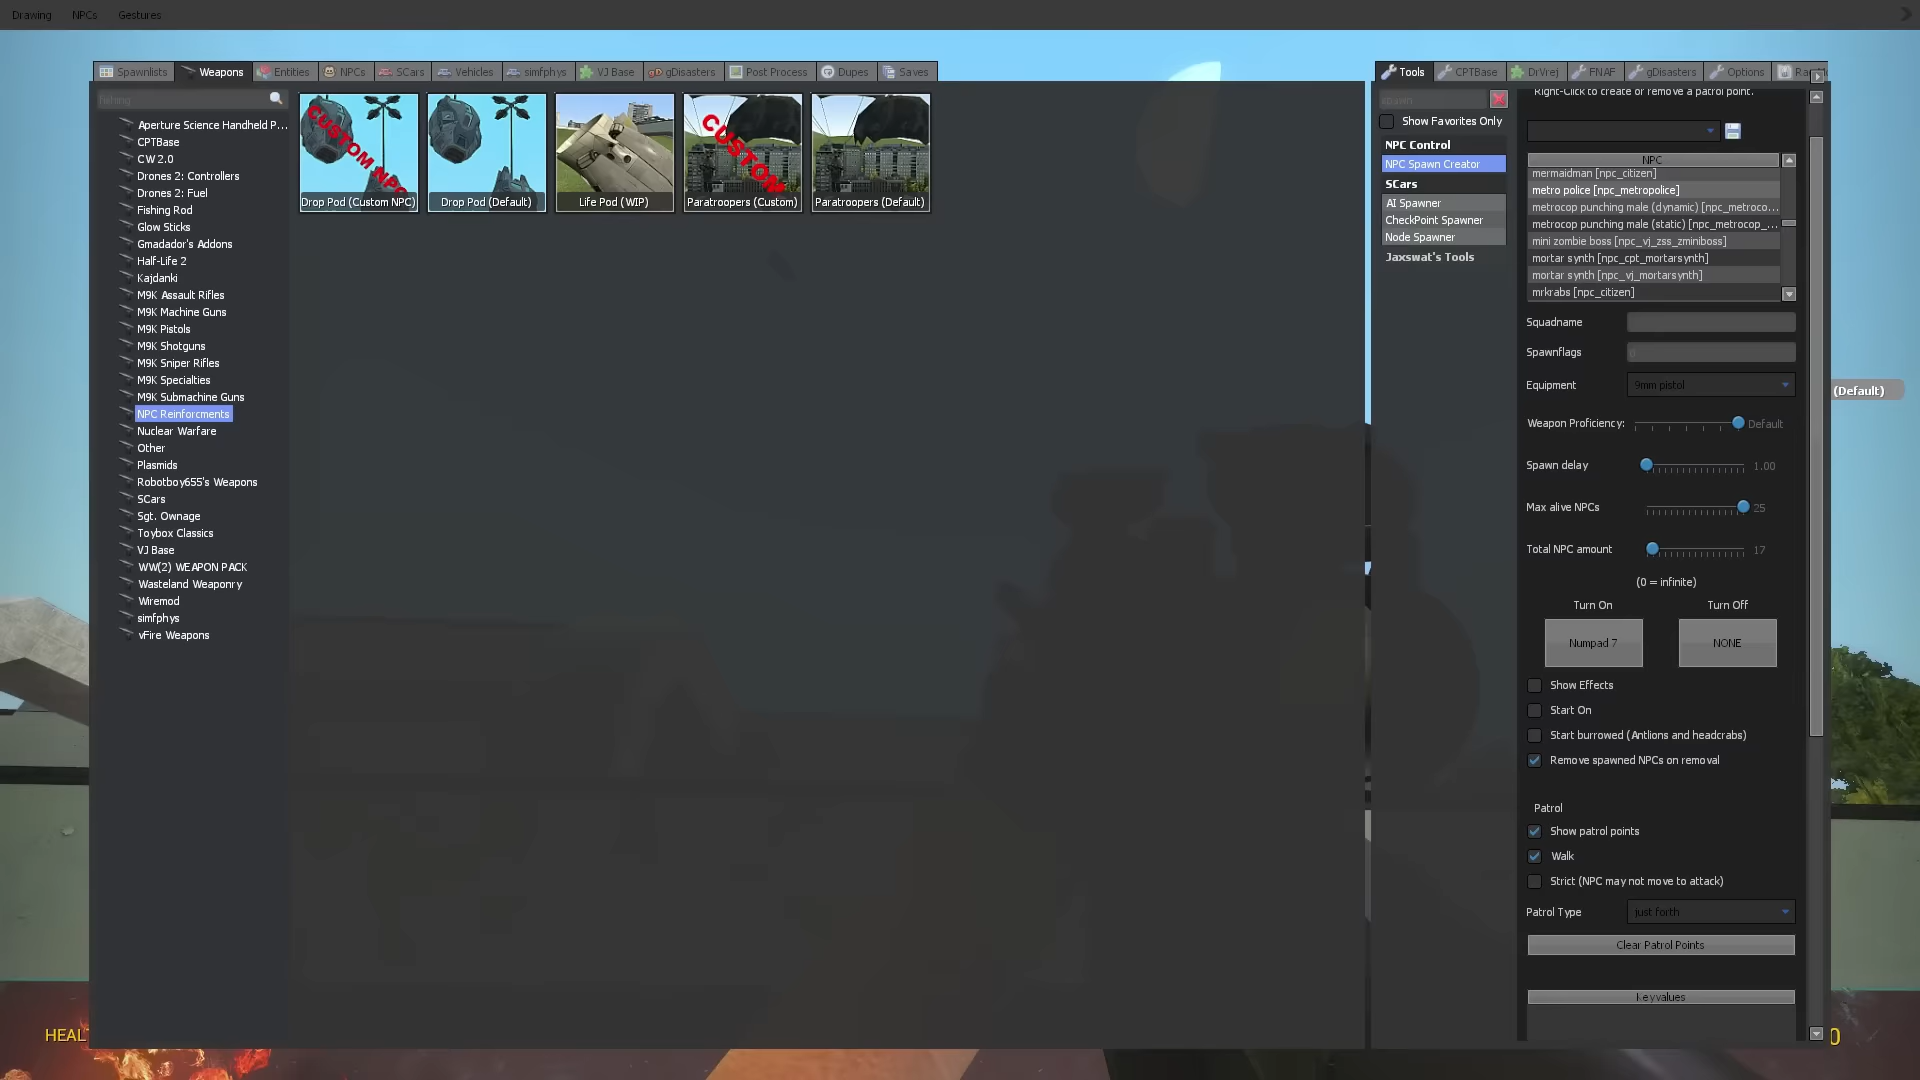 Drawing NPCs Gestures
Spawnlists Weapons Entities NPCs SCars Vehicles simfphys VJ Base gDisasters Post Process Dupes Saves
fishing
Aperture Science Handheld P...
CPTBase
CW 2.0
Drones 2: Controllers
Drones 2: Fuel
Fishing Rod
Glow Sticks
Gmadador's Addons
Half-Life 2
Kajdanki
M9K Assault Rifles
M9K Machine Guns
M9K Pistols
M9K Shotguns
M9K Sniper Rifles
M9K Specialties
M9K Submachine Guns
NPC Reinforcments
Nuclear Warfare
Other
Plasmids
Robotboy655's Weapons
SCars
Sgt. Ownage
Toybox Classics
VJ Base
WW(2) WEAPON PACK
Wasteland Weaponry
Wiremod
simfphys
vFire Weapons
CUSTOM NPC
Drop Pod (Custom NPC)
Drop Pod (Default)
Life Pod (WIP)
CUSTOM
Paratroopers (Custom)
Paratroopers (Default)
Tools CPTBase DrVrej FNAF gDisasters Options
spawn
Show Favorites Only
NPC Control
NPC Spawn Creator
SCars
AI Spawner
CheckPoint Spawner
Node Spawner
Jaxswat's Tools
Right-Click to create or remove a patrol point.
NPC
mermaidman [npc_citizen]
metro police [npc_metropolice]
metrocop punching male (dynamic) [npc_metroco...
metrocop punching male (static) [npc_metrocop_...
mini zombie boss [npc_vj_zss_zminiboss]
mortar synth [npc_cpt_mortarsynth]
mortar synth [npc_vj_mortarsynth]
mrkrabs [npc_citizen]
Squadname
Spawnflags 0
Equipment 9mm pistol
Weapon Proficiency: Default
Spawn delay 1.00
Max alive NPCs 25
Total NPC amount 17
(0 = infinite)
Turn On Turn Off
Numpad 7 NONE
Show Effects
Start On
Start burrowed (Antlions and headcrabs)
Remove spawned NPCs on removal
Patrol
Show patrol points
Walk
Strict (NPC may not move to attack)
Patrol Type just forth
Clear Patrol Points
Keyvalues
(Default)
HEAL
0